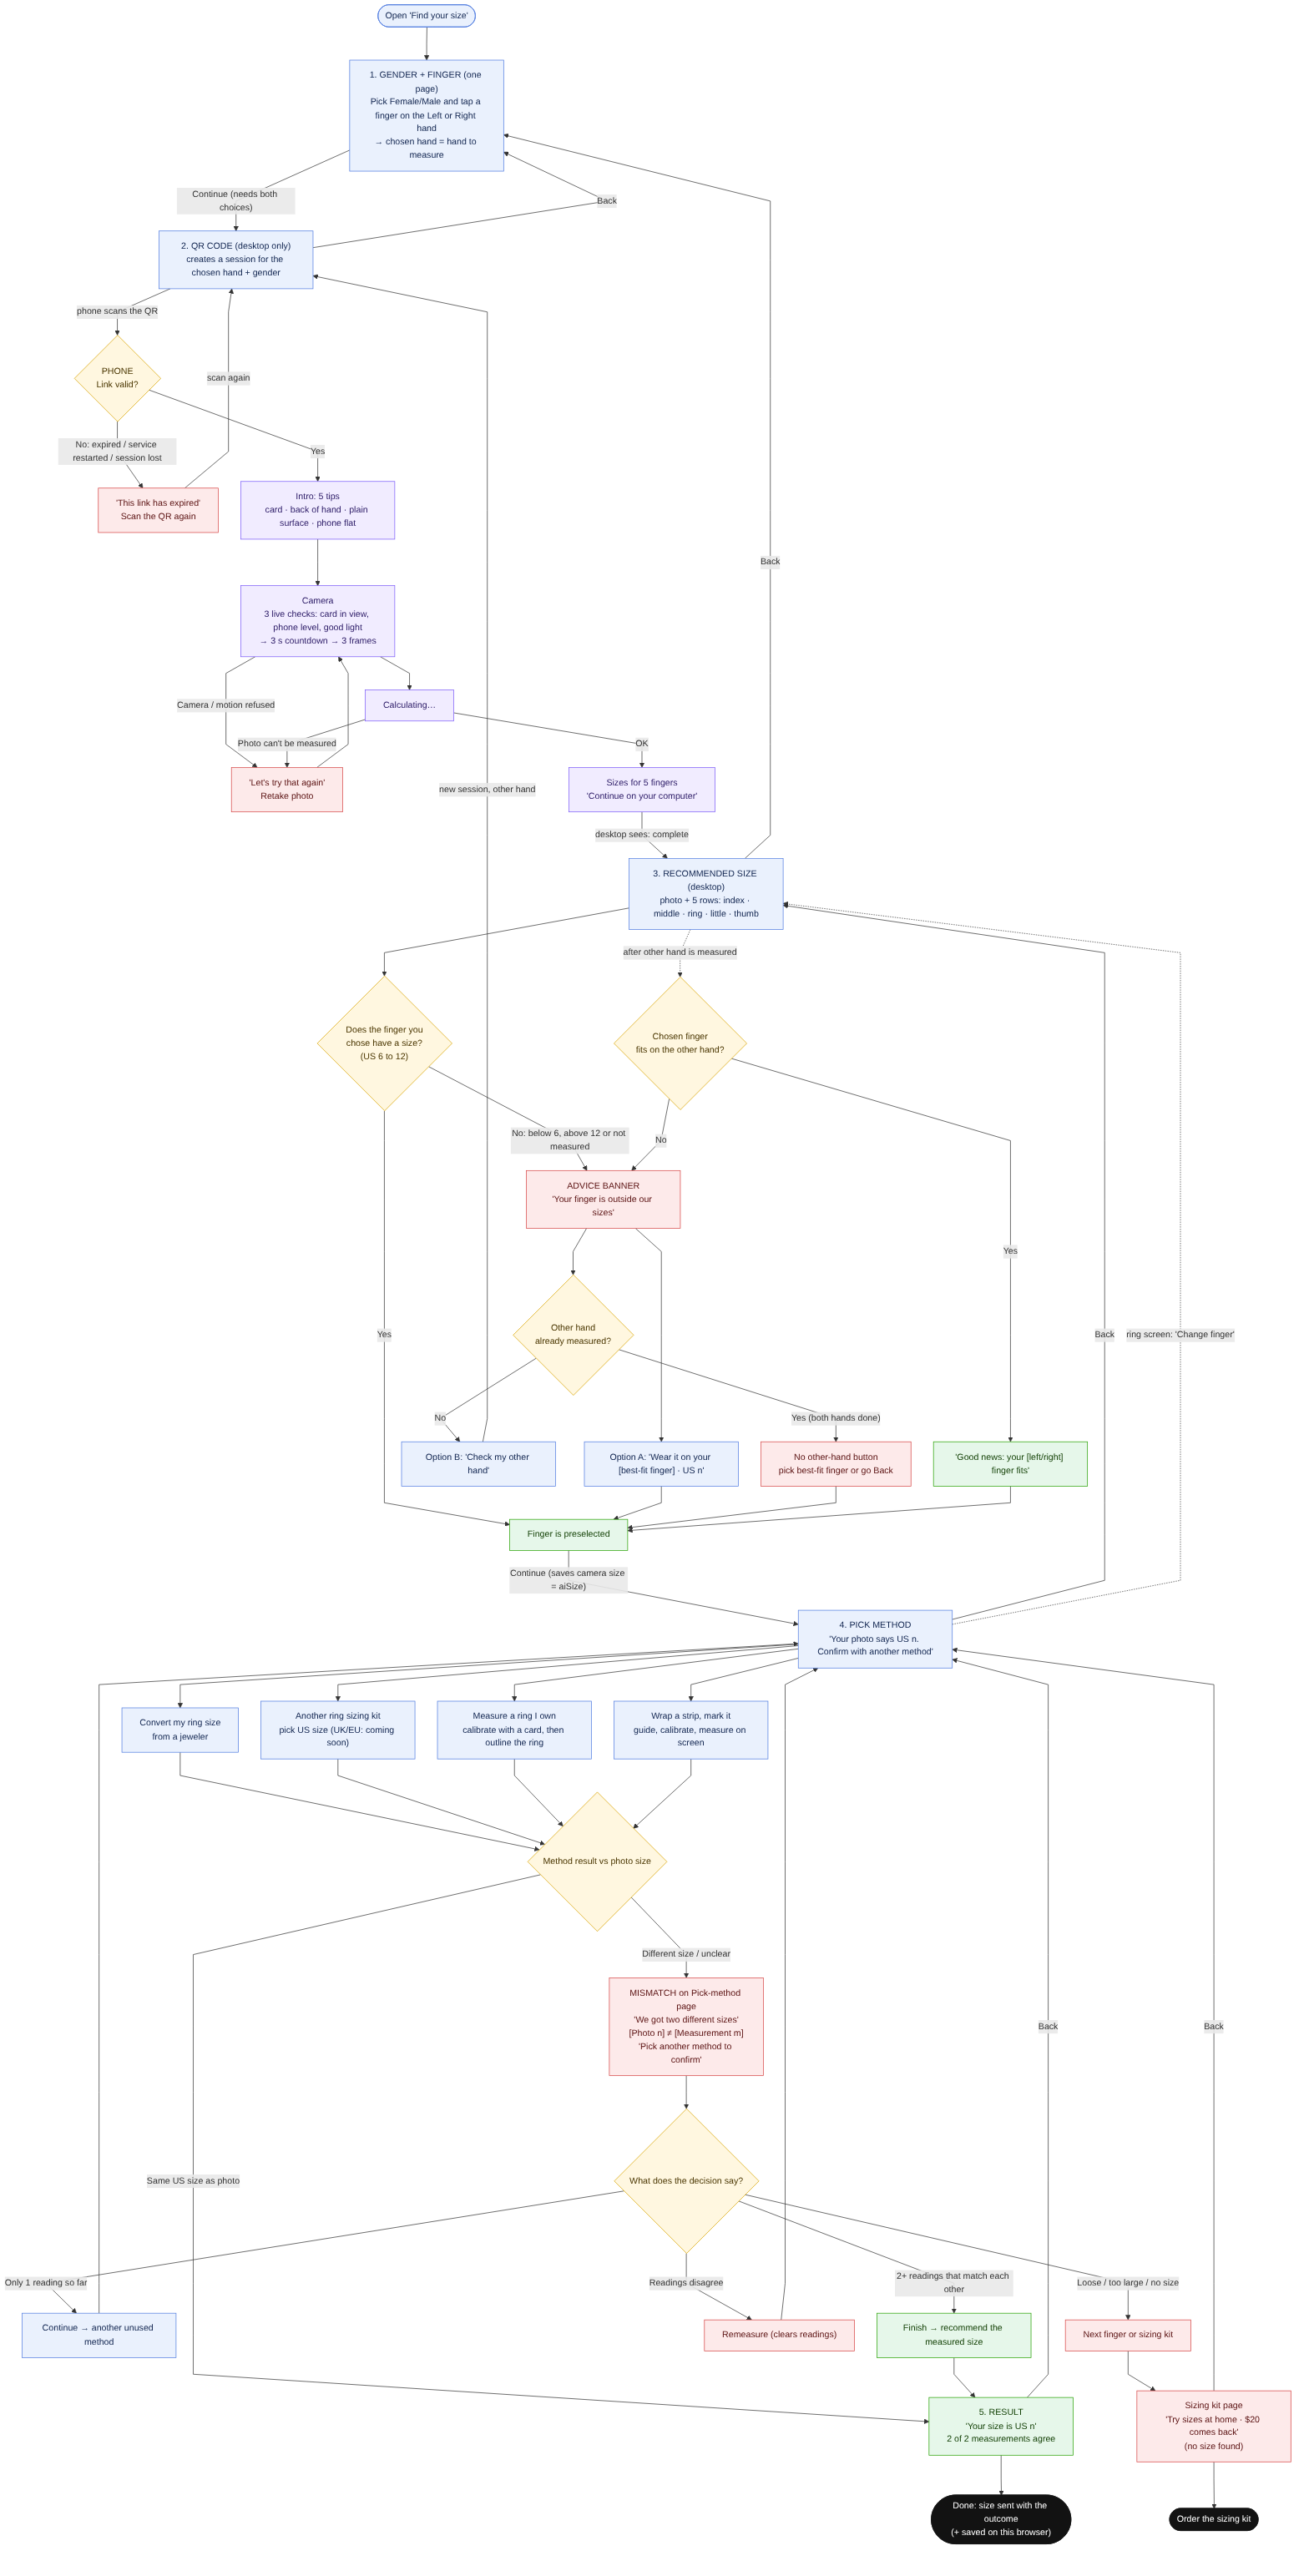 Open 'Find your size'
1. GENDER + FINGER (one
page)
Pick Female/Male and tap a
finger on the Left or Right
hand
→ chosen hand = hand to
measure
Continue (needs both
choices)
Back
2. QR CODE (desktop only)
creates a session for the
chosen hand + gender
phone scans the QR
PHONE
Link valid?
scan again
No: expired / service
restarted / session lost
Yes
'This link has expired'
Scan the QR again
Intro: 5 tips
card · back of hand · plain
surface · phone flat
Back
Camera
3 live checks: card in view,
phone level, good light
→ 3 s countdown → 3 frames
Camera / motion refused
Calculating…
Photo can't be measured
OK
'Let's try that again'
Retake photo
new session, other hand
Sizes for 5 fingers
'Continue on your computer'
desktop sees: complete
3. RECOMMENDED SIZE
(desktop)
photo + 5 rows: index ·
middle · ring · little · thumb
after other hand is measured
Does the finger you
chose have a size?
(US 6 to 12)
Chosen finger
fits on the other hand?
No: below 6, above 12 or not
measured
No
ADVICE BANNER
'Your finger is outside our
sizes'
Yes
Other hand
already measured?
Yes
Back
ring screen: 'Change finger'
No
Yes (both hands done)
Option B: 'Check my other
hand'
Option A: 'Wear it on your
[best-fit finger] · US n'
No other-hand button
pick best-fit finger or go Back
'Good news: your [left/right]
finger fits'
Finger is preselected
Continue (saves camera size
= aiSize)
4. PICK METHOD
'Your photo says US n.
Confirm with another method'
Convert my ring size
from a jeweler
Another ring sizing kit
pick US size (UK/EU: coming
soon)
Measure a ring I own
calibrate with a card, then
outline the ring
Wrap a strip, mark it
guide, calibrate, measure on
screen
Method result vs photo size
Different size / unclear
MISMATCH on Pick-method
page
'We got two different sizes'
[Photo n] ≠ [Measurement m]
'Pick another method to
confirm'
Back
Back
Same US size as photo
What does the decision say?
Only 1 reading so far
Readings disagree
2+ readings that match each
other
Loose / too large / no size
Continue → another unused
method
Remeasure (clears readings)
Finish → recommend the
measured size
Next finger or sizing kit
5. RESULT
'Your size is US n'
2 of 2 measurements agree
Sizing kit page
'Try sizes at home · $20
comes back'
(no size found)
Done: size sent with the
outcome
(+ saved on this browser)
Order the sizing kit